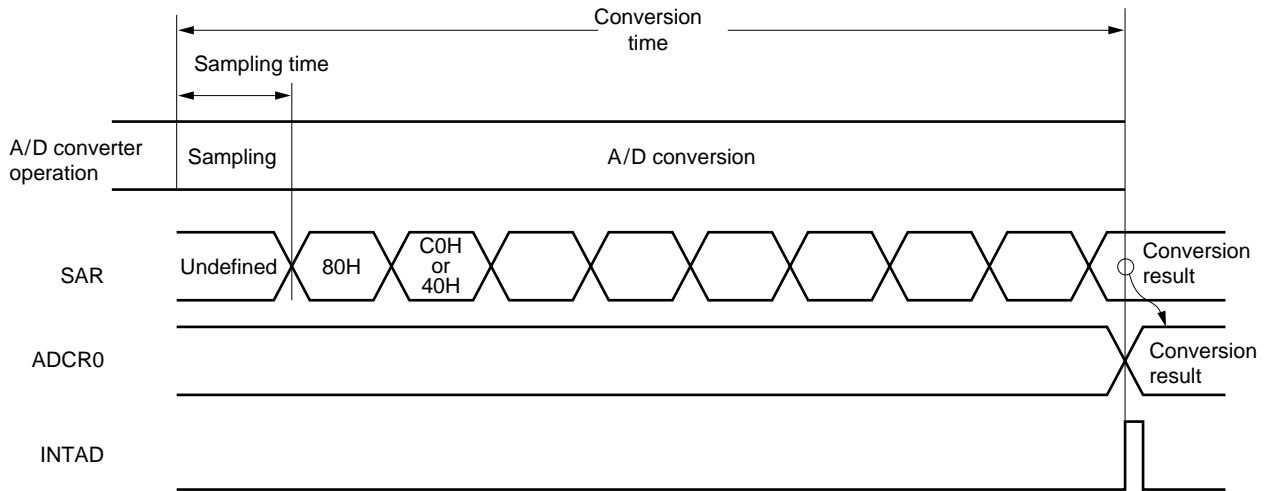 Conversion
time
Sampling time
A/D converter
operation
Sampling
A/D conversion
SAR
Undefined
80H
C0H
or
40H
Conversion
result
ADCR0
Conversion
result
INTAD